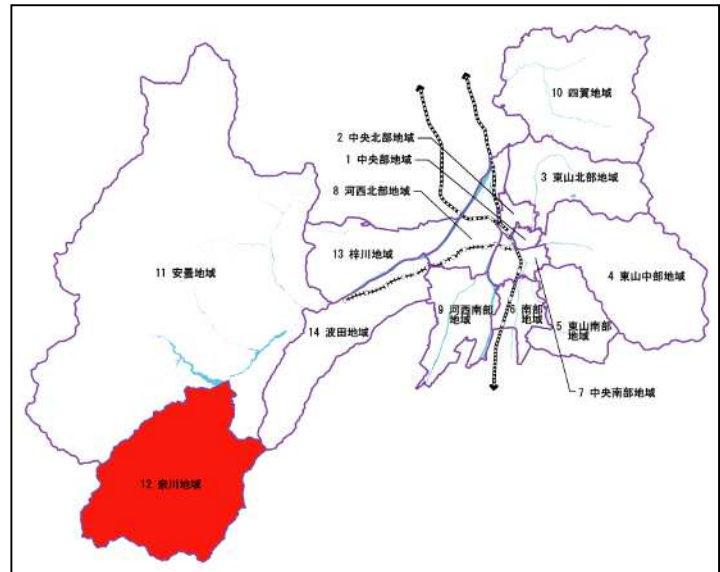 10 四賀地域
2 中央北部地域
1 中央部地域
3 東山北部地域
8 河西北部地域
13 梓川地域
11 安曇地域
4 東山中部地域
9 河西南部
地域
6 南部
地域
5 東山南部
地域
14 波田地域
7 中央南部地域
12 奈川地域